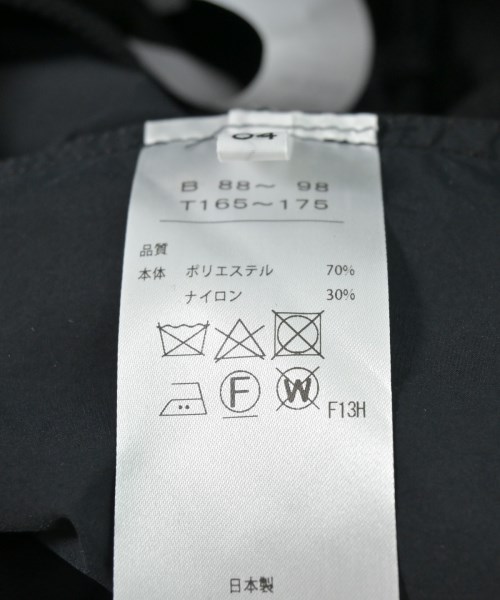 04
B 88～ 98
T165～175
品質
本体 ポリエステル 70%
ナイロン 30%
F W F13H
日本製